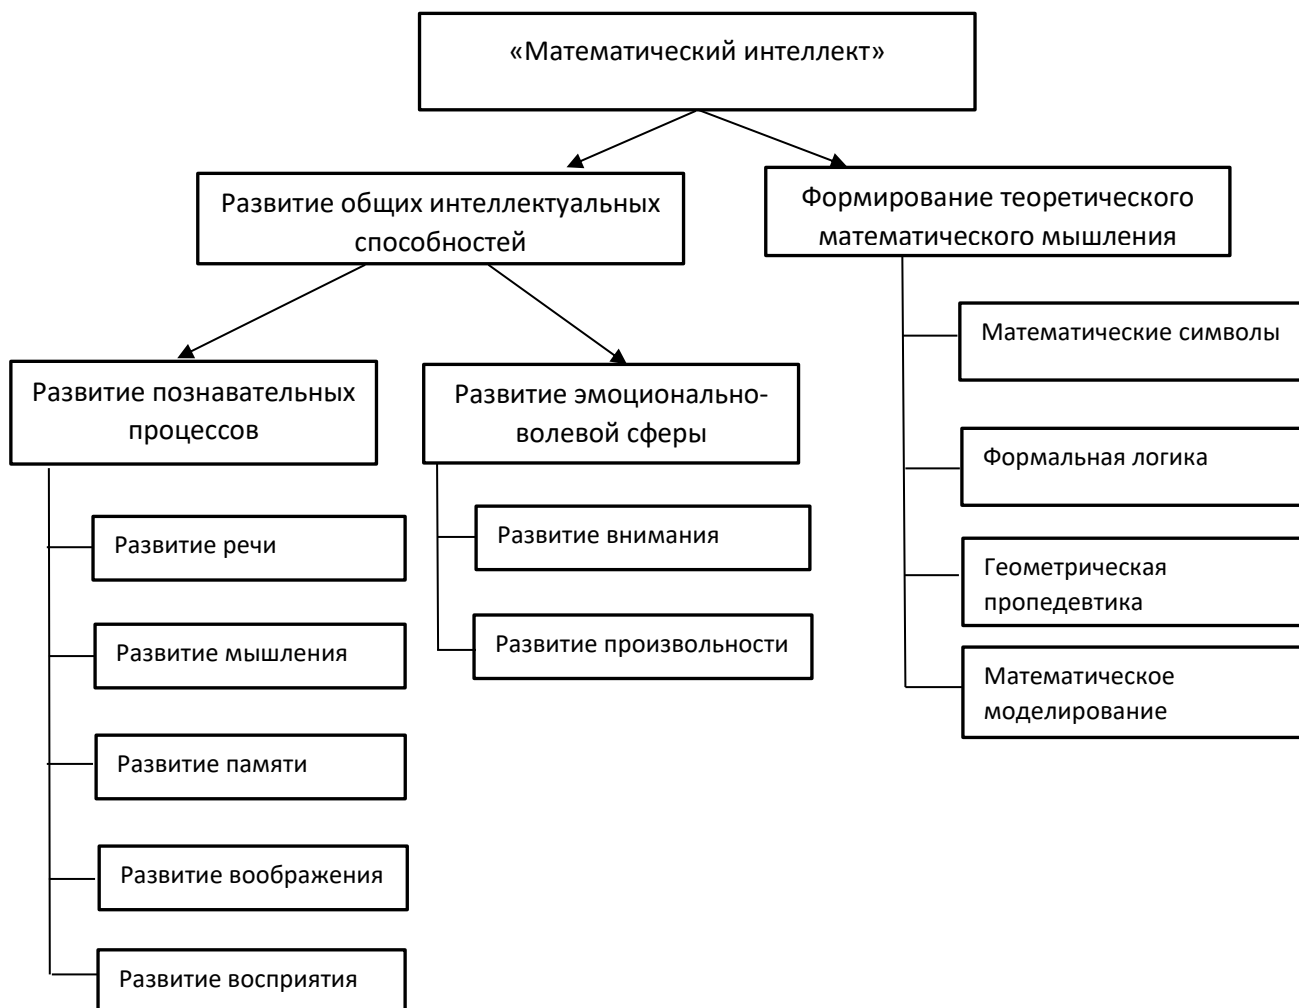 «Математический интеллект»
Развитие общих интеллектуальных
способностей
Формирование теоретического
математического мышления
Развитие познавательных
процессов
Развитие эмоционально-
волевой сферы
Математические символы
Формальная логика
Геометрическая
пропедевтика
Математическое
моделирование
Развитие речи
Развитие мышления
Развитие памяти
Развитие воображения
Развитие восприятия
Развитие внимания
Развитие произвольности